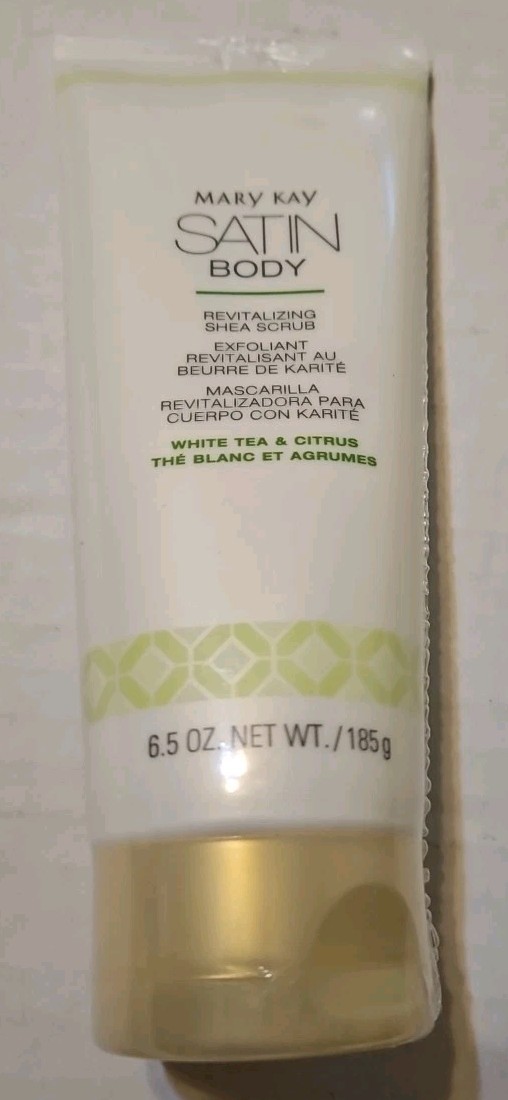 MARY KAY
SATIN
BODY
REVITALIZING
SHEA SCRUB
EXFOLIANT
REVITALISANT AU
BEURRE DE KARITÉ
MASCARILLA
REVITALIZADORA PARA
CUERPO CON KARITÉ
WHITE TEA & CITRUS
THÉ BLANC ET AGRUMES
6.5 OZ. NET WT./185g